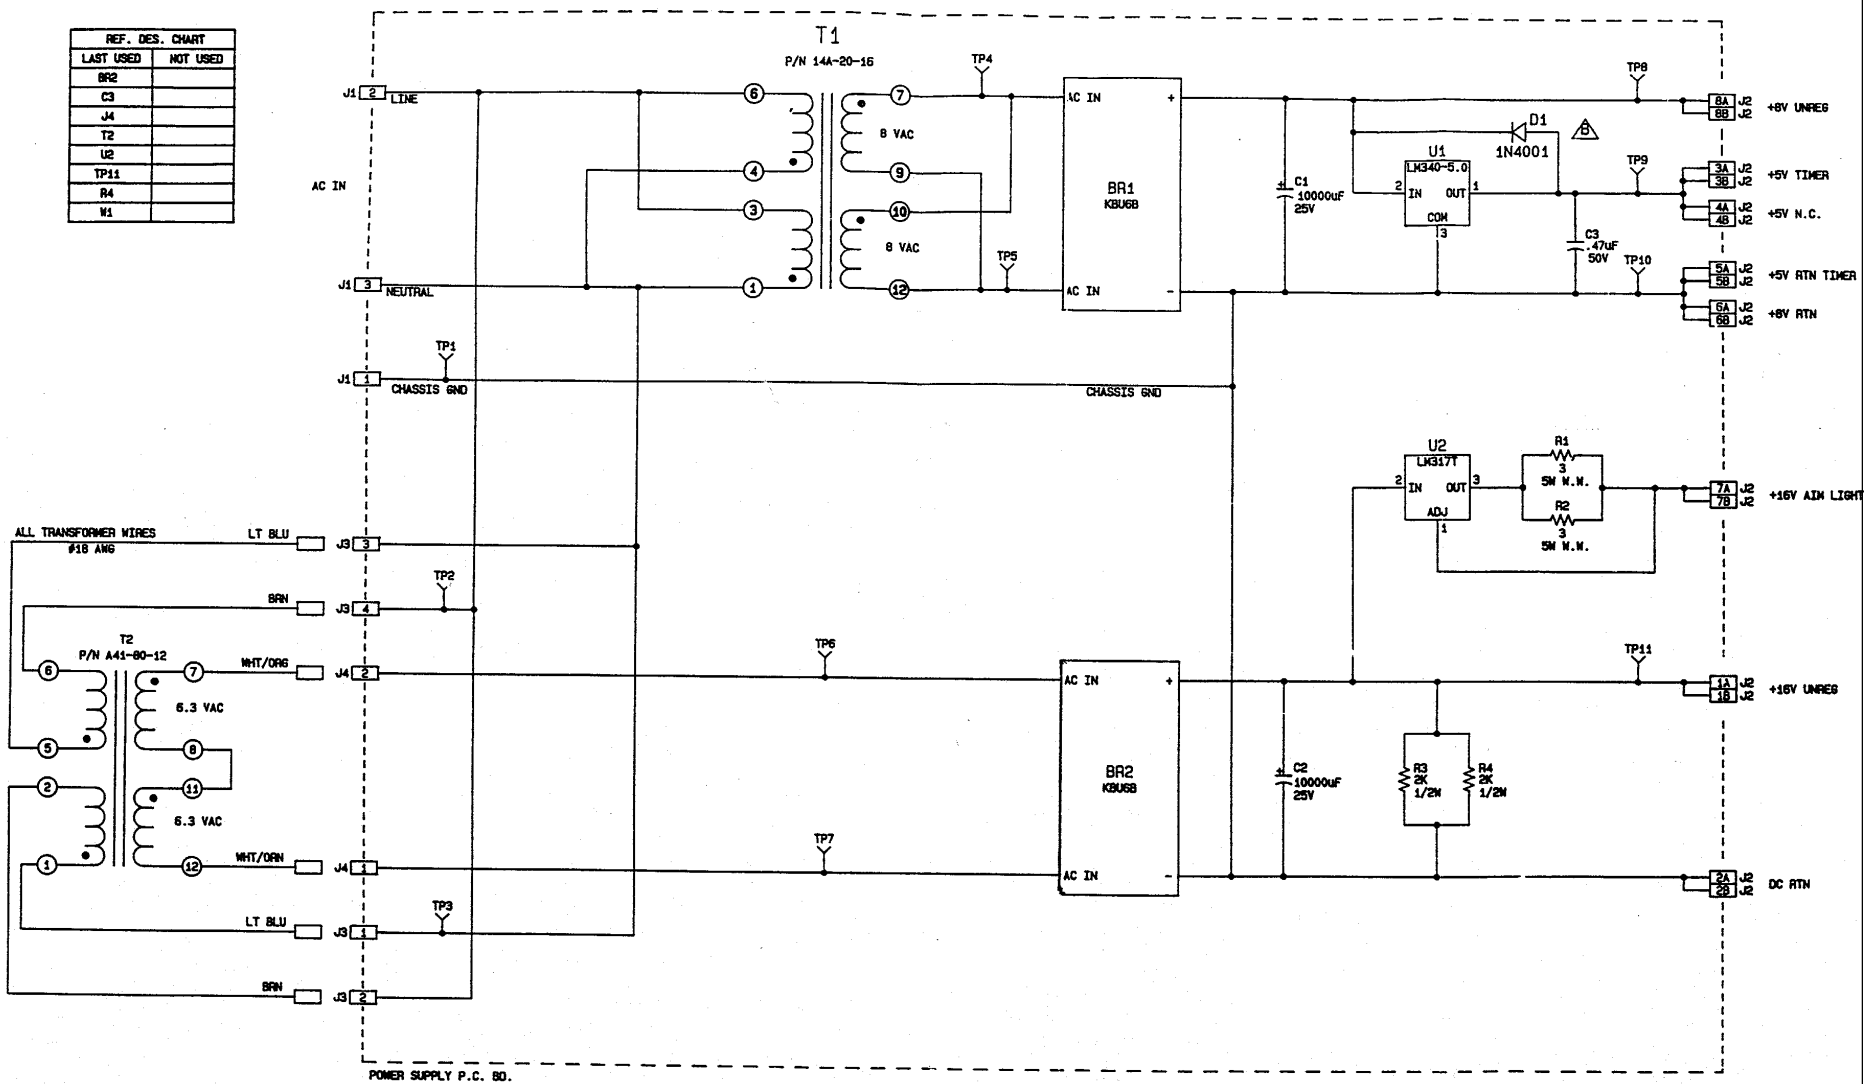 REF. DES. CHART
LAST USED NOT USED
BR2
C3
J4
T2
U2
TP11
R4
W1
T1
P/N 14A-20-16
J1 2 LINE
6
4
3
1
7
9
10
12
8 VAC
8 VAC
TP4
TP5
AC IN
J1 3 NEUTRAL
AC IN +
BR1
KBU6B
AC IN -
C1
10000uF
25V
+
D1
1N4001
B
U1
LM340-5.0
2 IN OUT 1
COM
3
C3
.47uF
50V
TP8
TP9
TP10
8A J2
8B J2
+8V UNREG
3A J2
3B J2
+5V TIMER
4A J2
4B J2
+5V N.C.
5A J2
5B J2
+5V RTN TIMER
6A J2
6B J2
+8V RTN
TP1
J1 1
CHASSIS GND
CHASSIS GND
U2
LM317T
2 IN OUT 3
ADJ
1
R1
3
5W W.W.
R2
3
5W W.W.
7A J2
7B J2
+16V AIM LIGHT
ALL TRANSFORMER WIRES
#18 AWG
LT BLU J3 3
TP2
BRN J3 4
T2
P/N A41-80-12
6
5
2
1
7
8
11
12
6.3 VAC
6.3 VAC
WHT/ORG J4 2
TP6
WHT/ORN J4 1
TP7
LT BLU J3 1
TP3
BRN J3 2
AC IN +
BR2
KBU6B
AC IN -
C2
10000uF
25V
+
R3
2K
1/2W
R4
2K
1/2W
TP11
1A J2
1B J2
+16V UNREG
2A J2
2B J2
DC RTN
POWER SUPPLY P.C. BD.